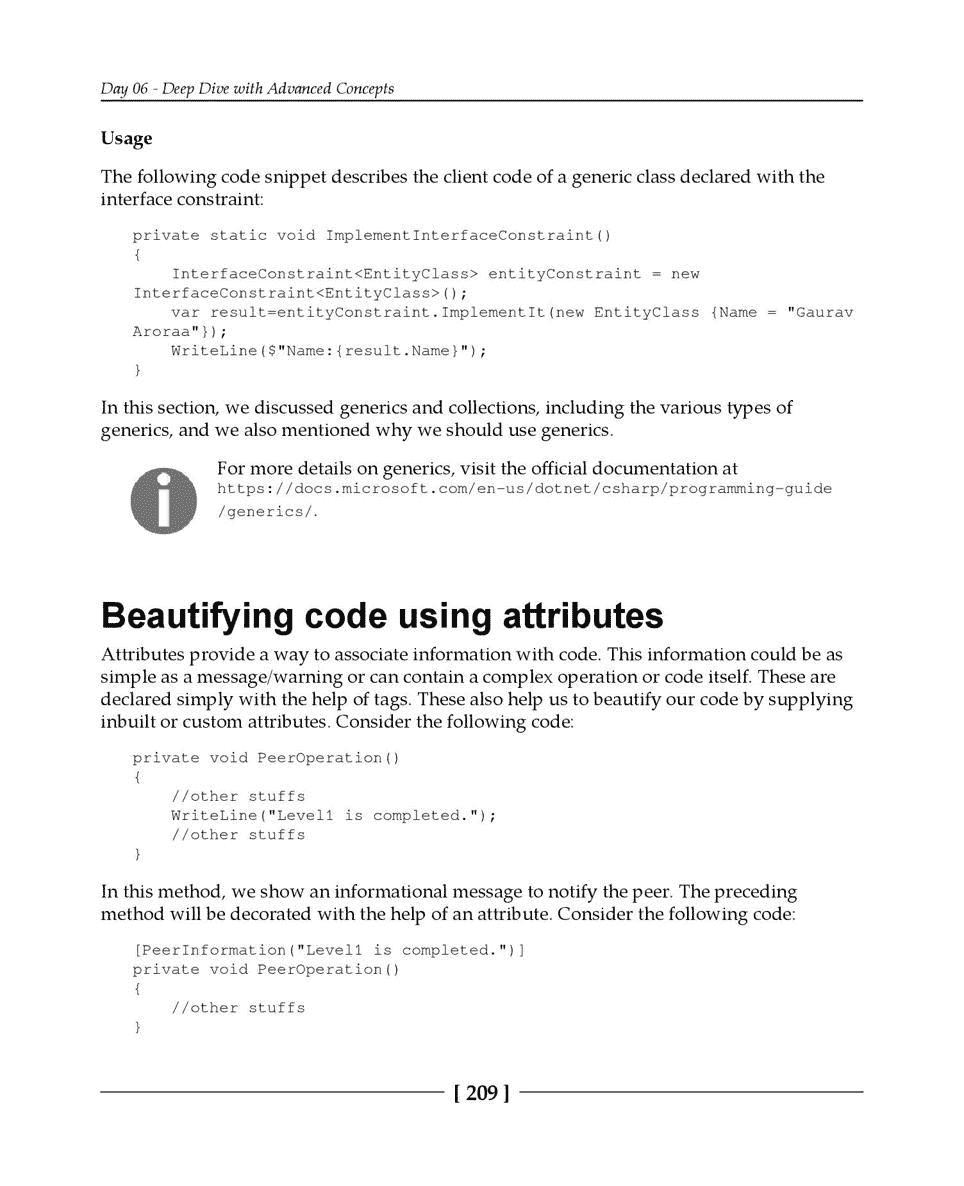 Day 06 - Deep Dive with Advanced Concepts
Usage
The following code snippet describes the client code of a generic class declared with the
interface constraint:
private static void ImplementInterfaceConstraint()
{
    InterfaceConstraint<EntityClass> entityConstraint = new
InterfaceConstraint<EntityClass>();
    var result=entityConstraint.ImplementIt(new EntityClass {Name = "Gaurav
Aroraa"});
    WriteLine($"Name:{result.Name}");
}
In this section, we discussed generics and collections, including the various types of
generics, and we also mentioned why we should use generics.
For more details on generics, visit the official documentation at
https://docs.microsoft.com/en-us/dotnet/csharp/programming-guide
/generics/.
Beautifying code using attributes
Attributes provide a way to associate information with code. This information could be as
simple as a message/warning or can contain a complex operation or code itself. These are
declared simply with the help of tags. These also help us to beautify our code by supplying
inbuilt or custom attributes. Consider the following code:
private void PeerOperation()
{
    //other stuffs
    WriteLine("Level1 is completed.");
    //other stuffs
}
In this method, we show an informational message to notify the peer. The preceding
method will be decorated with the help of an attribute. Consider the following code:
[PeerInformation("Level1 is completed.")]
private void PeerOperation()
{
    //other stuffs
}
[ 209 ]